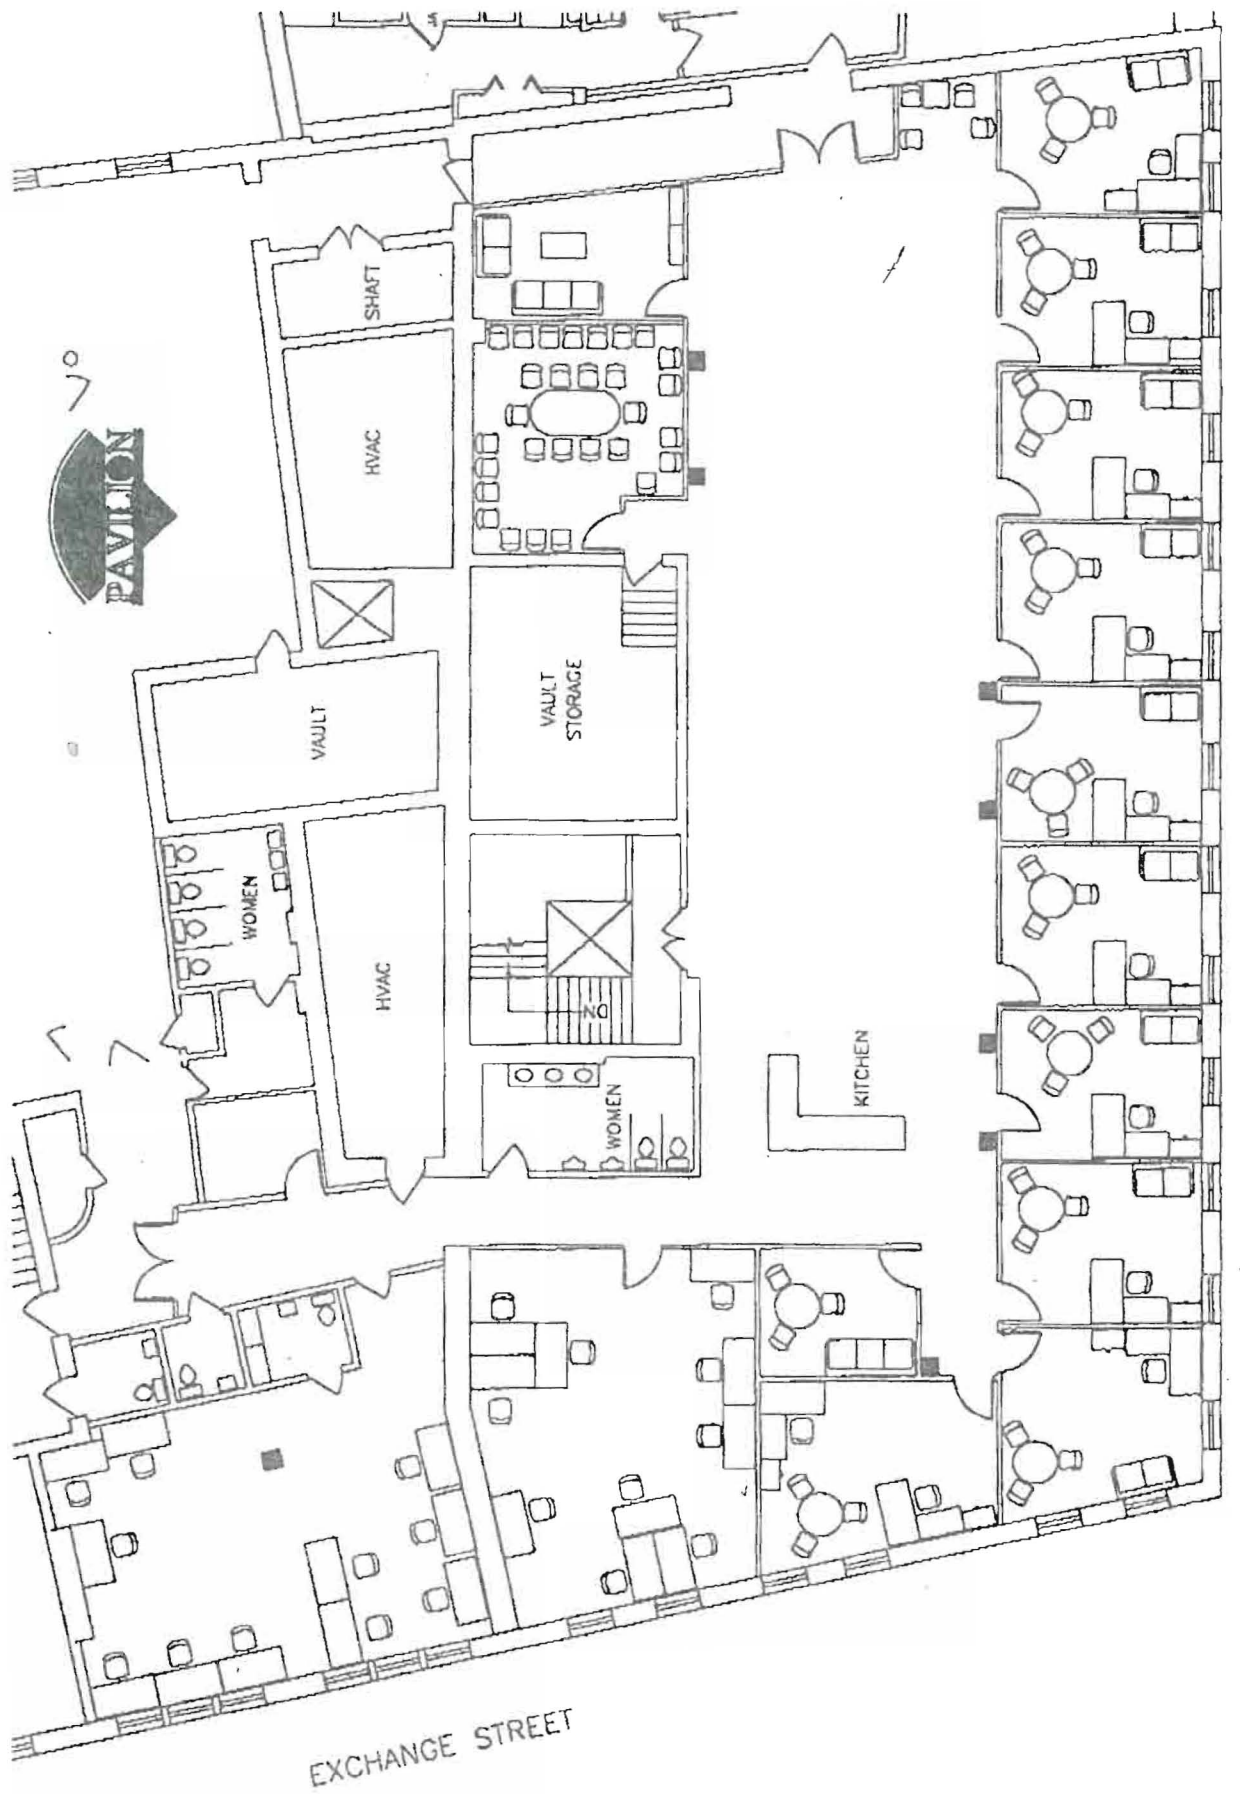 SHAFT
HVAC
PAVILION
VAULT
VAULT
STORAGE
WOMEN
HVAC
DN
WOMEN
KITCHEN
EXCHANGE STREET